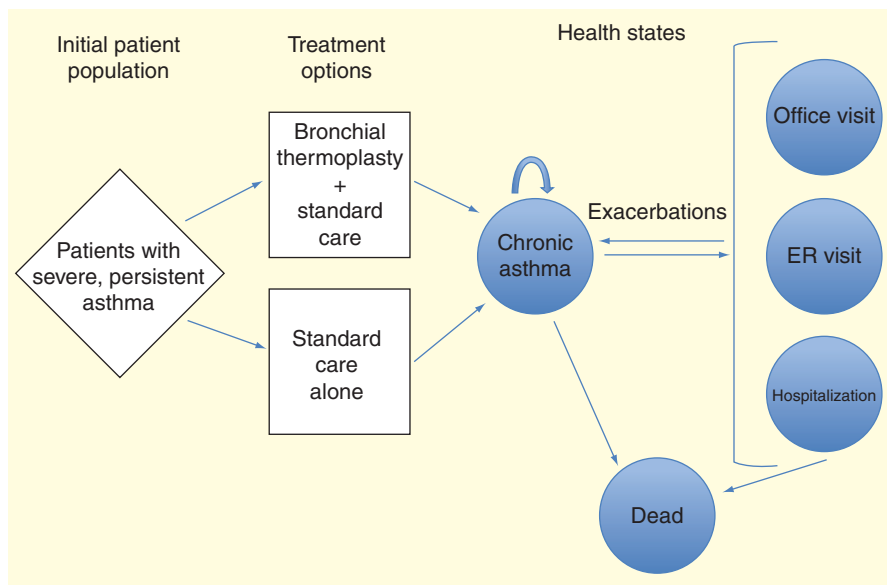 Initial patient
population
Treatment
options
Health states
Patients with
severe, persistent
asthma
Bronchial
thermoplasty
+
standard
care
Standard
care
alone
Chronic
asthma
Exacerbations
Office visit
ER visit
Hospitalization
Dead